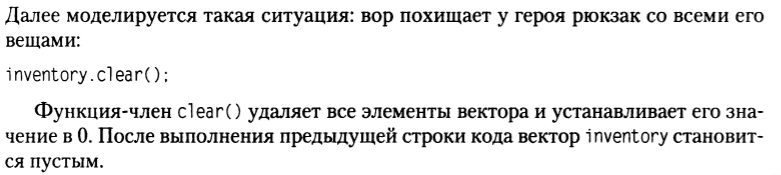 Далее моделируется такая ситуация: вор похищает у героя рюкзак со всеми его
вещами:
inventory.clear();
Функция-член clear() удаляет все элементы вектора и устанавливает его зна-
чение в 0. После выполнения предыдущей строки кода вектор inventory становит-
ся пустым.